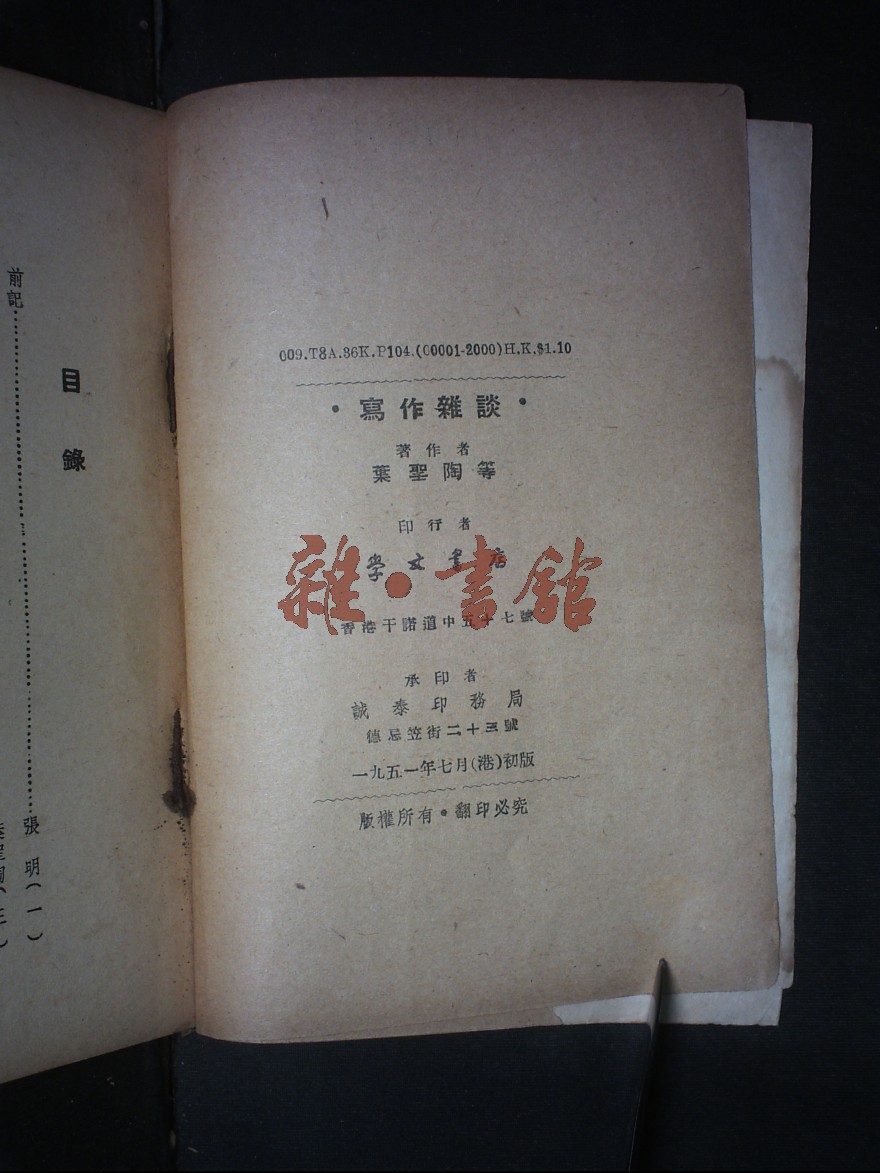 009.T8A.36K.P104.(00001-2000)H.K.$1.10
•寫作雜談•
著作者
葉聖陶等
印行者
學文書店
香港干諾道中五十七號
承印者
誠泰印務局
德忌笠街二十三號
一九五一年七月(港)初版
版權所有•翻印必究
雜•書館
目錄
前記……張明(一)